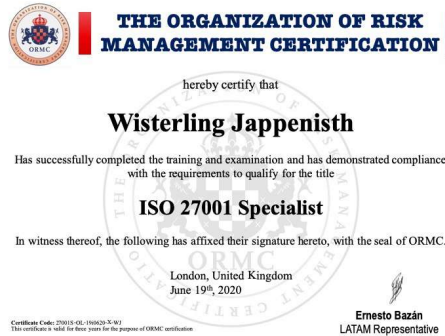 THE ORGANIZATION OF RISK
MANAGEMENT CERTIFICATION
ORMC
hereby certify that
Wisterling Jappenisth
Has successfully completed the training and examination and has demonstrated compliance
with the requirements to qualify for the title
ISO 27001 Specialist
In witness thereof, the following has affixed their signature hereto, with the seal of ORMC.
ORMC
London, United Kingdom
June 19th, 2020
Ernesto Bazán
LATAM Representative
Certificate Code: 27001S-OL-190620-X-WJ
This certificate is valid for three years for the purpose of ORMC certification